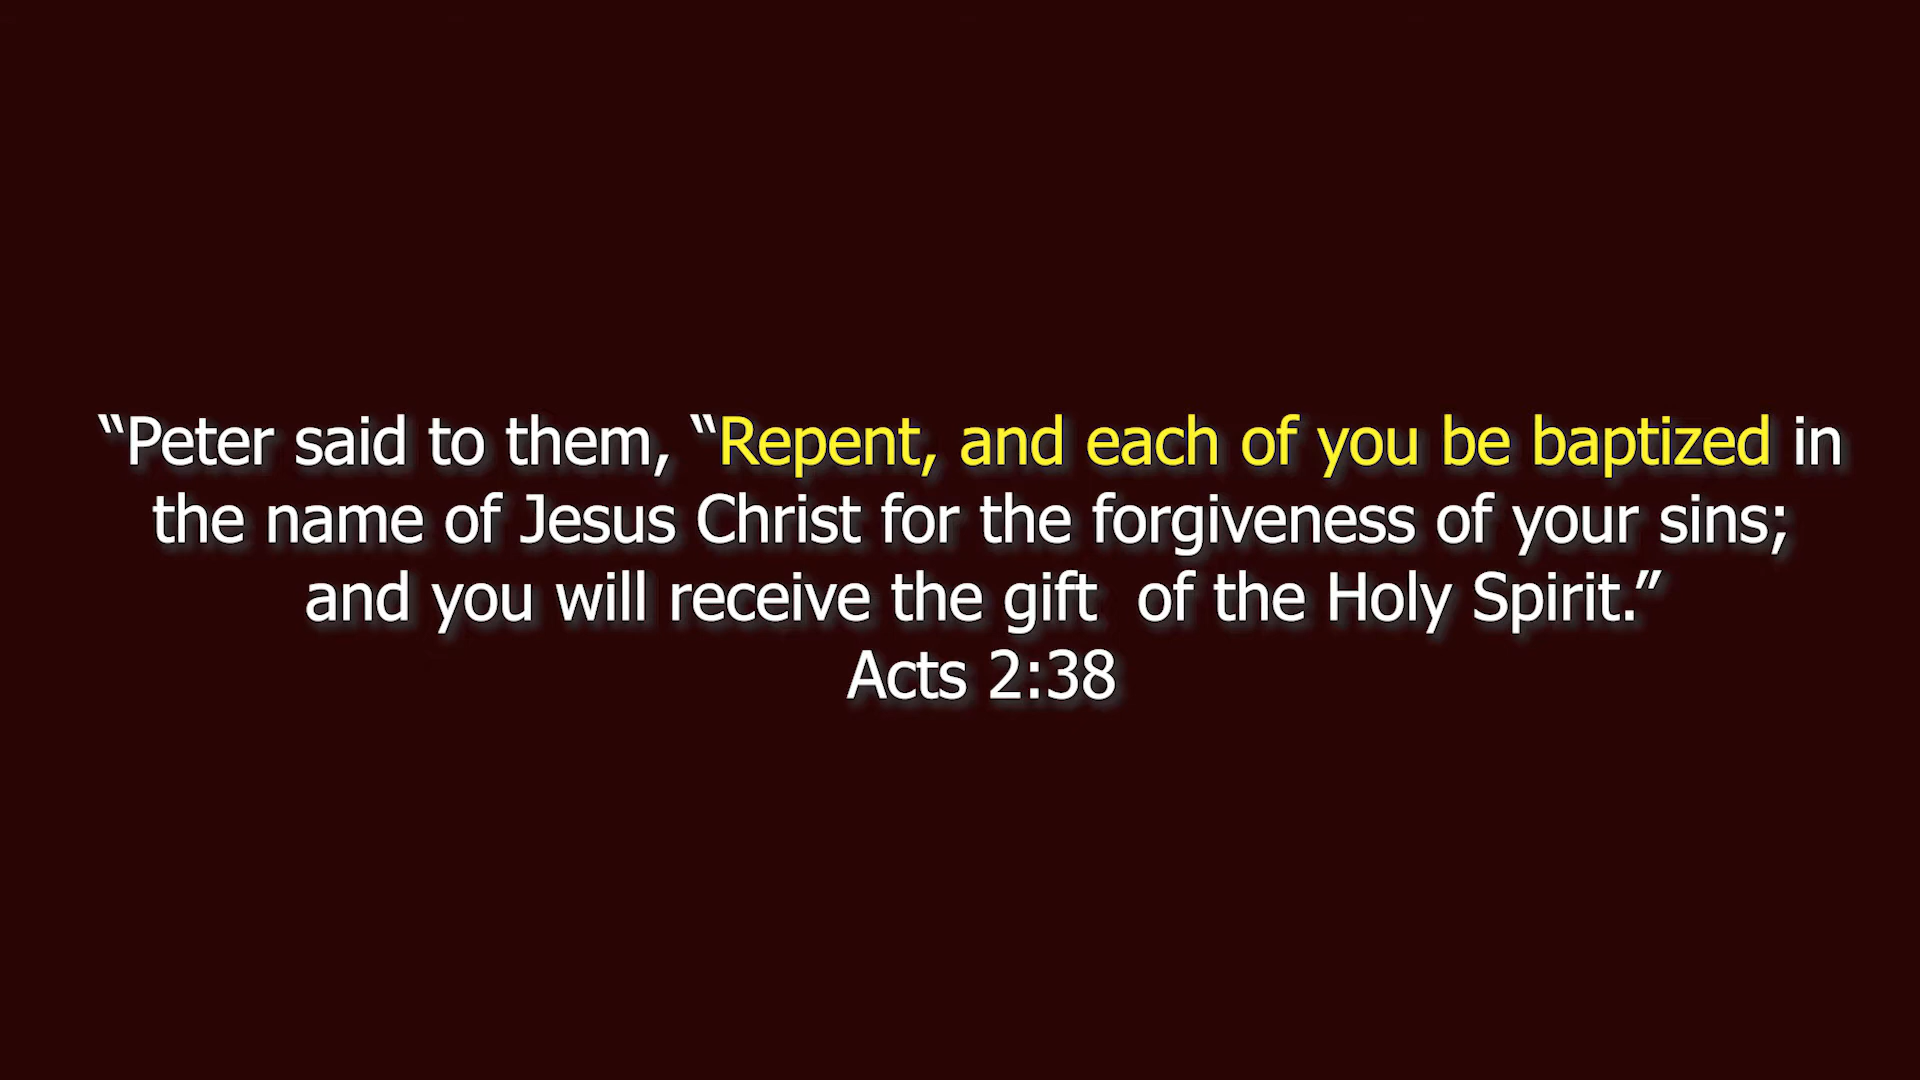 “Peter said to them, “Repent, and each of you be baptized in
the name of Jesus Christ for the forgiveness of your sins;
and you will receive the gift  of the Holy Spirit.”
Acts 2:38